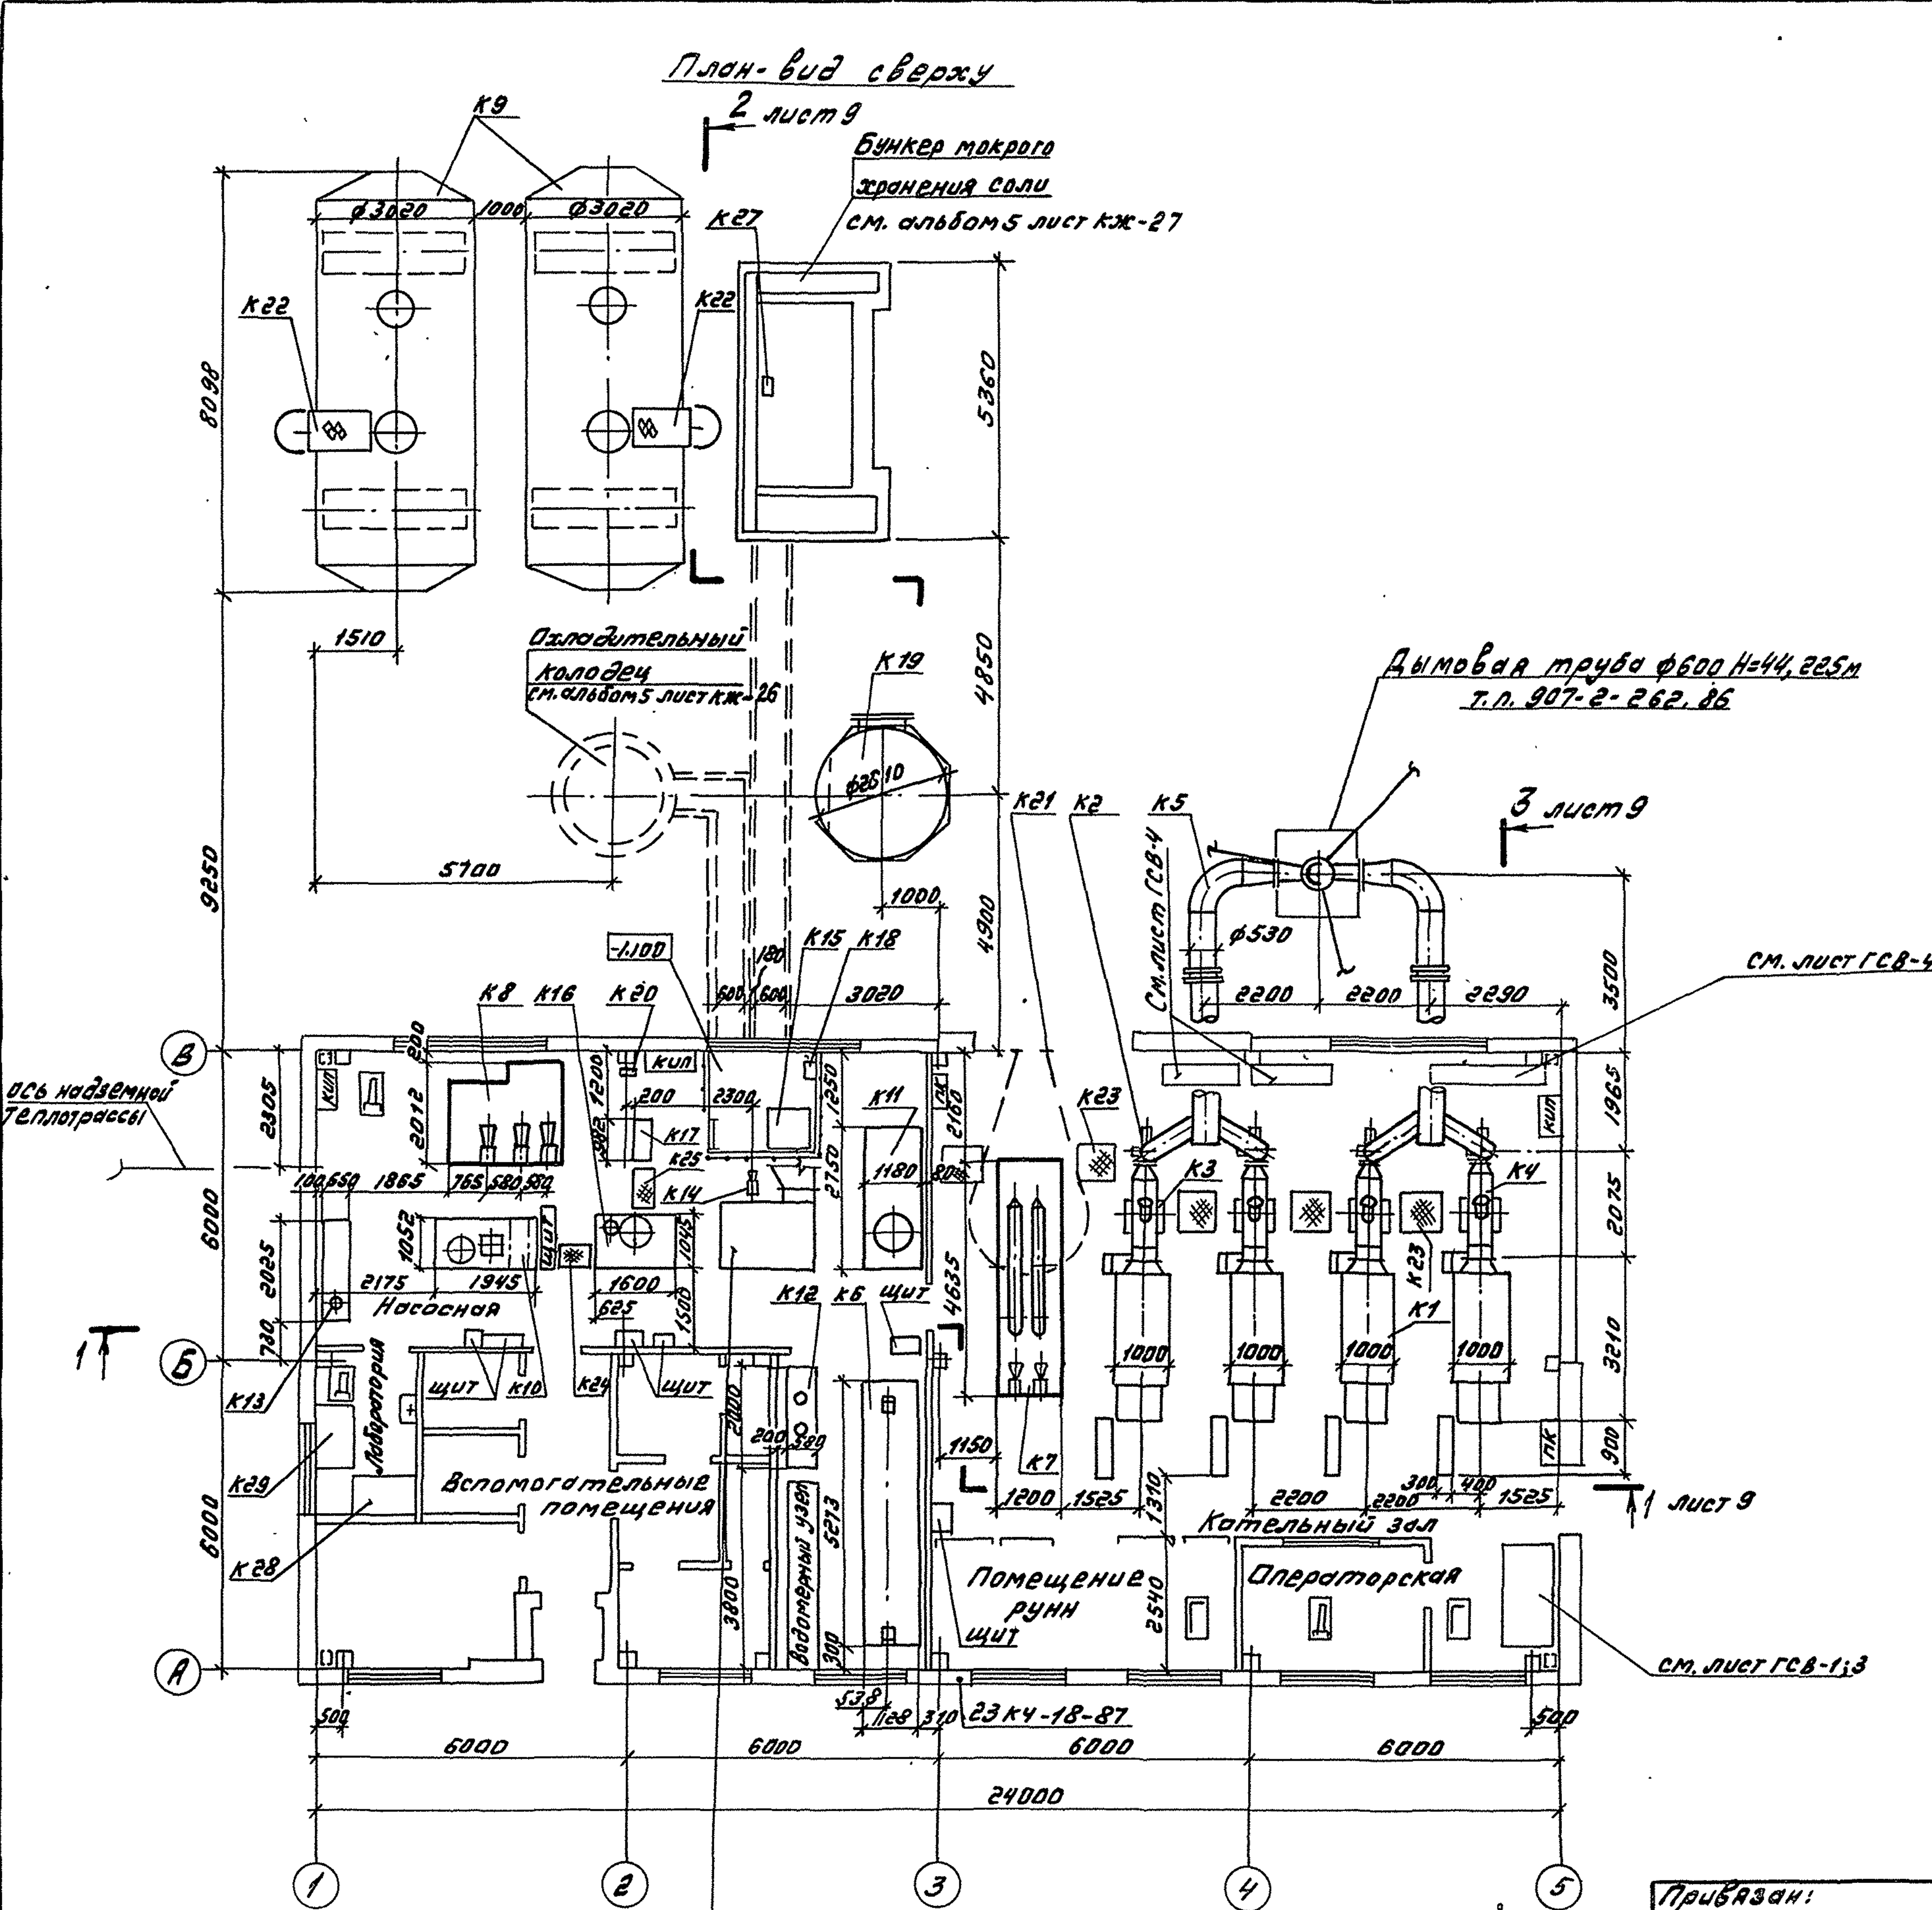 План-вид сверху
2 лист 9
К9
Бункер мокрого
хранения соли
см. альбом 5 лист КЖ-27
ф3020
1000
ф3020
К27
К22
К22
8098
5360
1510
Охладительный
колодец
см. альбом 5 лист КЖ-26
К19
4850
Дымовая труба ф600 Н=44,225м
Т.п. 907-2-262.86
ф2610
К21
К2
К5
3 лист 9
См. лист ГСВ-4
9250
5700
1000
4900
ф530
3500
см. лист ГСВ-4
-1.100
К15
К18
180
К8
К16
К20
600
600
3020
2200
2200
2290
В
200
кип
кип
1200
200
2300
1250
К11
ПК
2160
К23
кип
1965
ось надземной
теплотрассы
2305
2012
982
К17
К25
К14
2750
1180
80
К3
К4
100
650
1865
765
580
580
6000
2025
1052
щит
1045
2075
2175
1945
1600
625
1500
К12
К6
щит
4635
К23
К1
Насосная
780
1
Б
1000
1000
1000
1000
3210
К13
Лаборатория
щит
К10
К24
щит
2000
200
580
1150
К7
ПК
900
К29
Вспомогательные
помещения
1200
1525
1310
2200
2200
300
400
1525
1 лист 9
6000
К28
3800
водомерный узел
5273
300
Котельный зал
Помещение
РУНН
щит
2540
Операторская
А
см. лист ГСВ-1;3
500
538
1128
310
23 КЧ-18-87
500
6000
6000
6000
6000
24000
1
2
3
4
5
Привязан: